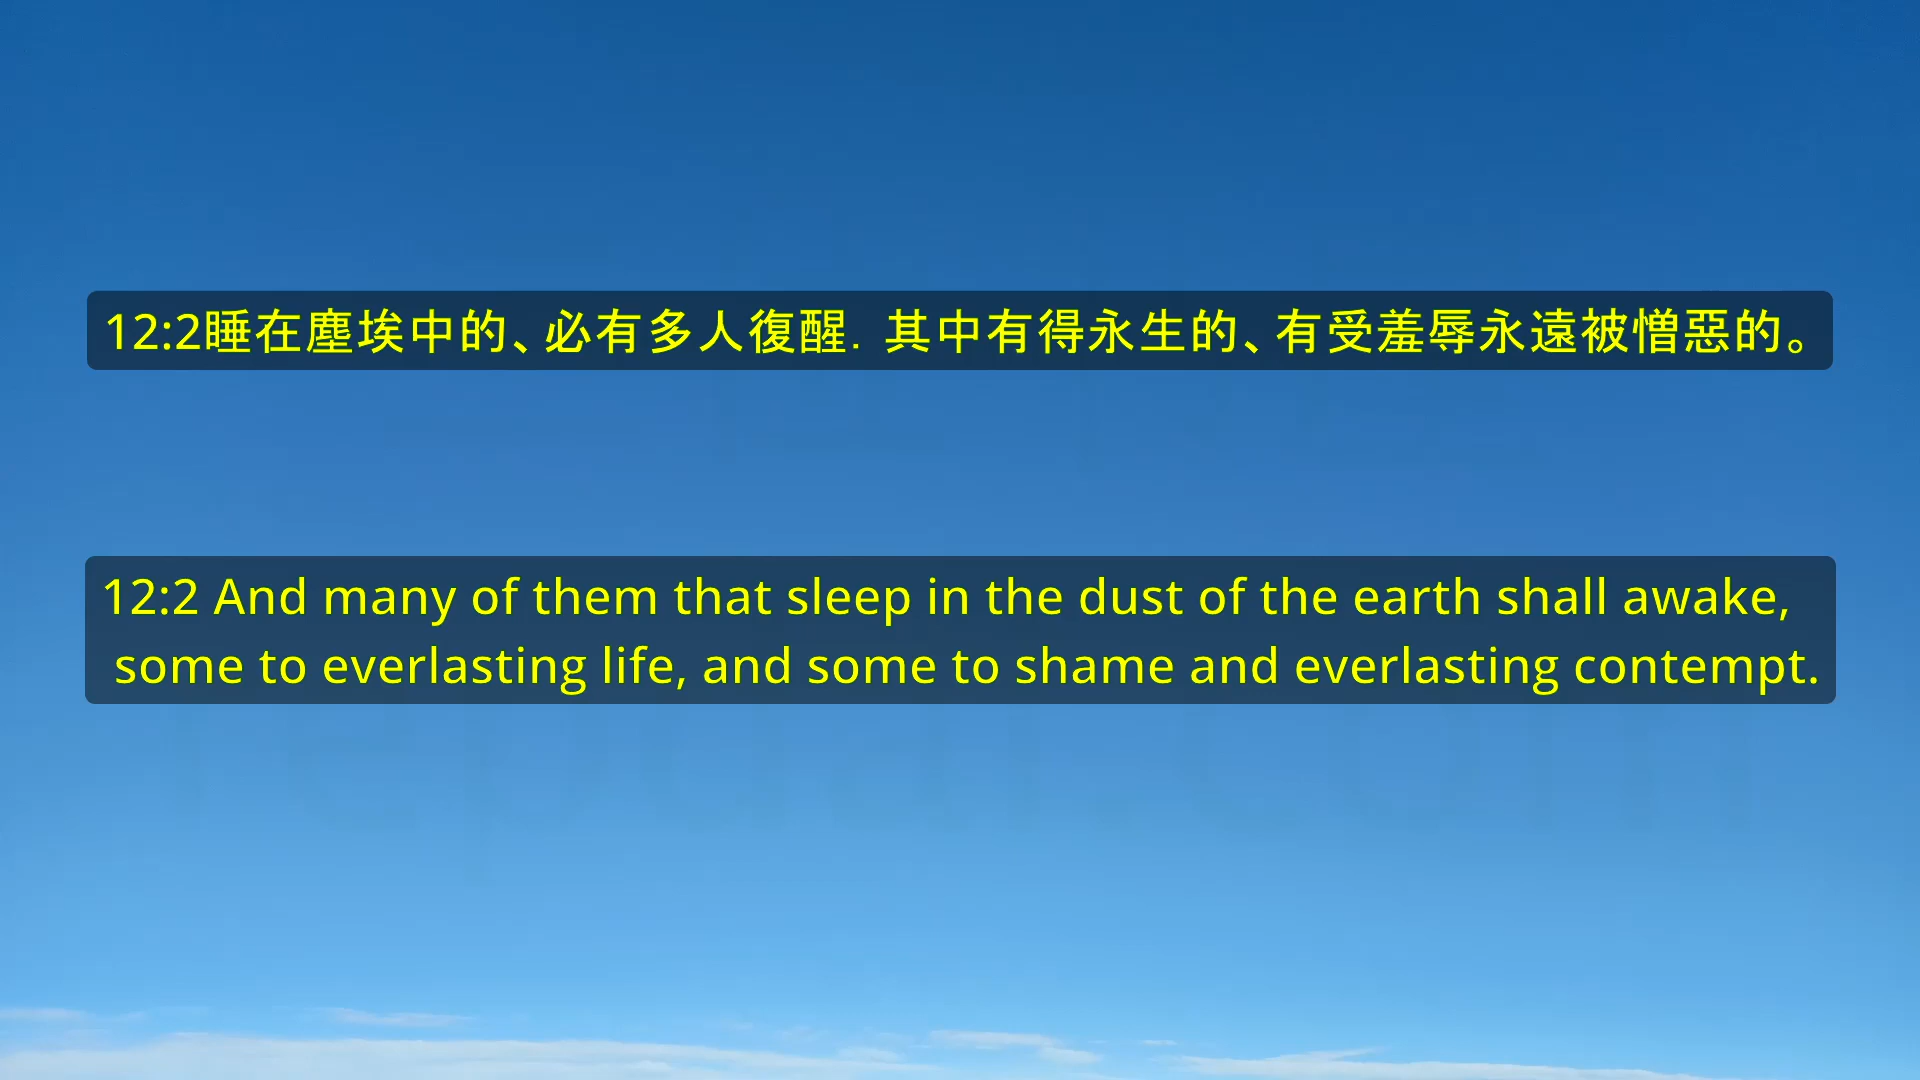 12:2睡在塵埃中的、必有多人復醒．其中有得永生的、有受羞辱永遠被憎惡的。
12:2 And many of them that sleep in the dust of the earth shall awake,
some to everlasting life, and some to shame and everlasting contempt.